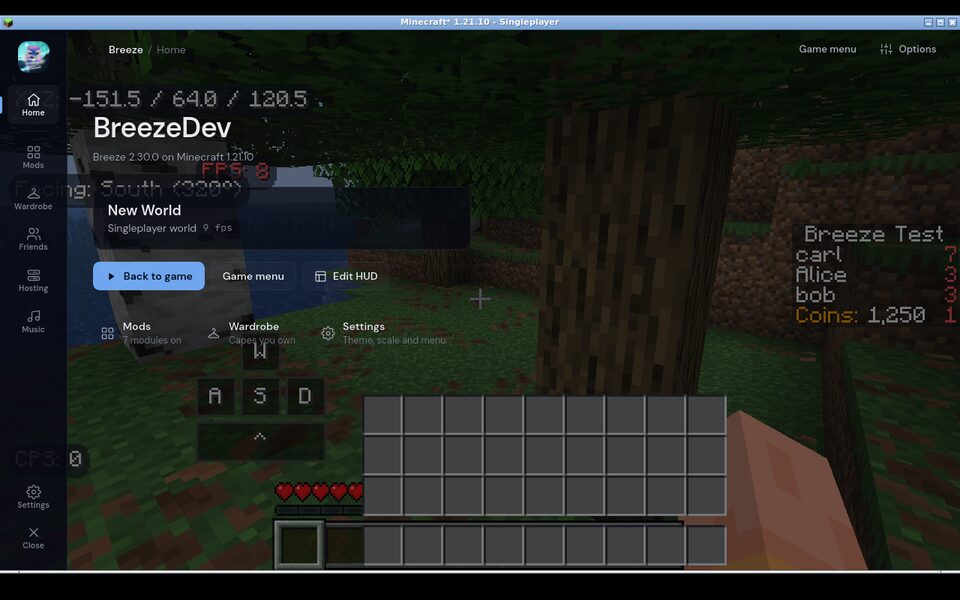 Minecraft* 1.21.10 - Singleplayer
Breeze / Home
Game menu
Options
-151.5 / 64.0 / 120.5
Home
BreezeDev
Breeze 2.30.0 on Minecraft 1.21.10
FPS: 8
Mods
Facing: South (320°)
Wardrobe
New World
Singleplayer world 9 fps
Friends
Breeze Test
carl 7
Alice 3
bob 3
Coins: 1,250 1
Hosting
Back to game
Game menu
Edit HUD
Music
Mods
7 modules on
Wardrobe
Capes you own
Settings
Theme, scale and menu
W
A S D
^
CPS: 0
Settings
Close